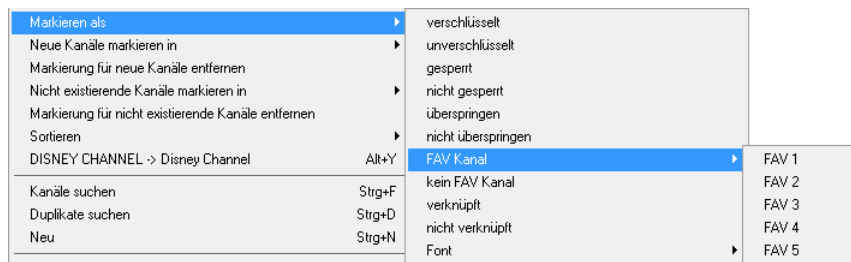 Markieren als
Neue Kanäle markieren in
Markierung für neue Kanäle entfernen
Nicht existierende Kanäle markieren in
Markierung für nicht existierende Kanäle entfernen
Sortieren
DISNEY CHANNEL -> Disney Channel Alt+Y
Kanäle suchen Strg+F
Duplikate suchen Strg+D
Neu Strg+N
verschlüsselt
unverschlüsselt
gesperrt
nicht gesperrt
überspringen
nicht überspringen
FAV Kanal
kein FAV Kanal
verknüpft
nicht verknüpft
Font
FAV 1
FAV 2
FAV 3
FAV 4
FAV 5